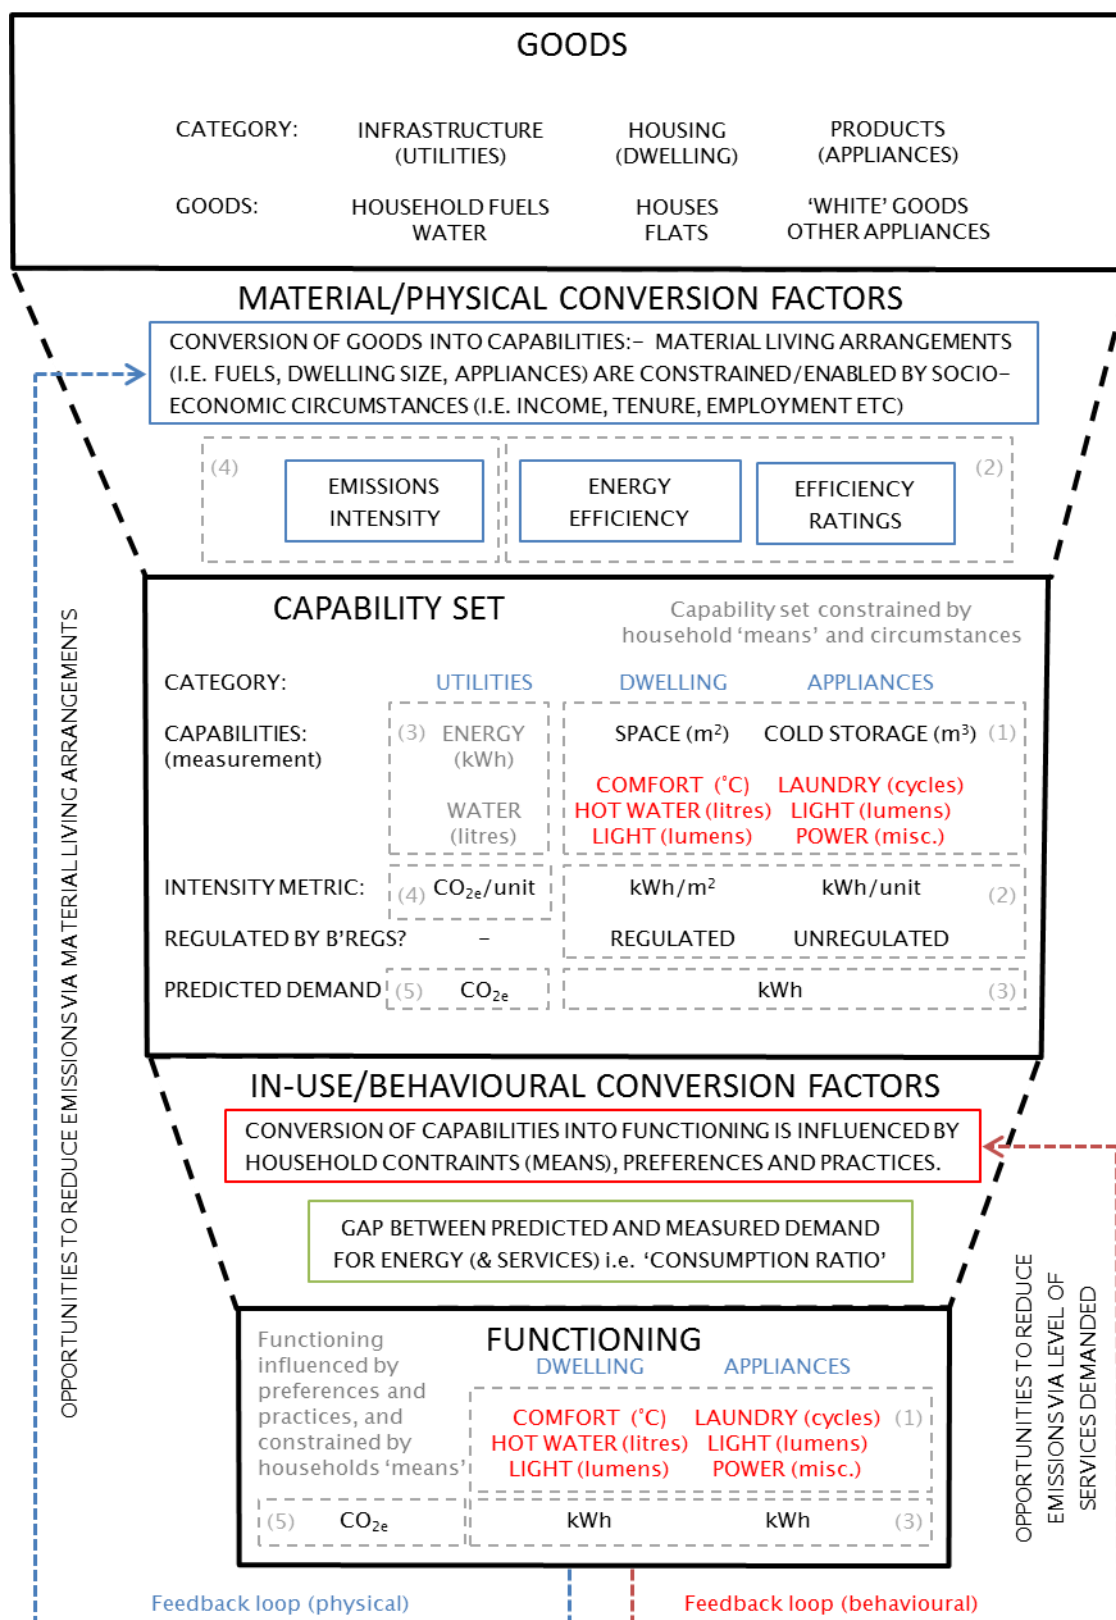 GOODS
CATEGORY: INFRASTRUCTURE HOUSING PRODUCTS
(UTILITIES) (DWELLING) (APPLIANCES)
GOODS: HOUSEHOLD FUELS HOUSES ‘WHITE’ GOODS
WATER FLATS OTHER APPLIANCES
MATERIAL/PHYSICAL CONVERSION FACTORS
CONVERSION OF GOODS INTO CAPABILITIES:– MATERIAL LIVING ARRANGEMENTS
(I.E. FUELS, DWELLING SIZE, APPLIANCES) ARE CONSTRAINED/ENABLED BY SOCIO–
ECONOMIC CIRCUMSTANCES (I.E. INCOME, TENURE, EMPLOYMENT ETC)
(4) EMISSIONS ENERGY EFFICIENCY (2)
INTENSITY EFFICIENCY RATINGS
CAPABILITY SET
Capability set constrained by
household ‘means’ and circumstances
CATEGORY: UTILITIES DWELLING APPLIANCES
CAPABILITIES: (3) ENERGY SPACE (m²) COLD STORAGE (m³) (1)
(measurement) (kWh)
COMFORT (°C) LAUNDRY (cycles)
WATER HOT WATER (litres) LIGHT (lumens)
(litres) LIGHT (lumens) POWER (misc.)
INTENSITY METRIC: (4) CO₂ₑ/unit kWh/m² kWh/unit (2)
REGULATED BY B’REGS? – REGULATED UNREGULATED
PREDICTED DEMAND (5) CO₂ₑ kWh (3)
IN-USE/BEHAVIOURAL CONVERSION FACTORS
CONVERSION OF CAPABILITIES INTO FUNCTIONING IS INFLUENCED BY
HOUSEHOLD CONTRAINTS (MEANS), PREFERENCES AND PRACTICES.
GAP BETWEEN PREDICTED AND MEASURED DEMAND
FOR ENERGY (& SERVICES) i.e. ‘CONSUMPTION RATIO’
FUNCTIONING
Functioning
influenced by
preferences and
practices, and
constrained by
households ‘means’
DWELLING APPLIANCES
COMFORT (°C) LAUNDRY (cycles) (1)
HOT WATER (litres) LIGHT (lumens)
LIGHT (lumens) POWER (misc.)
(5) CO₂ₑ kWh kWh (3)
OPPORTUNITIES TO REDUCE EMISSIONS VIA MATERIAL LIVING ARRANGEMENTS
OPPORTUNITIES TO REDUCE
EMISSIONS VIA LEVEL OF
SERVICES DEMANDED
Feedback loop (physical) Feedback loop (behavioural)